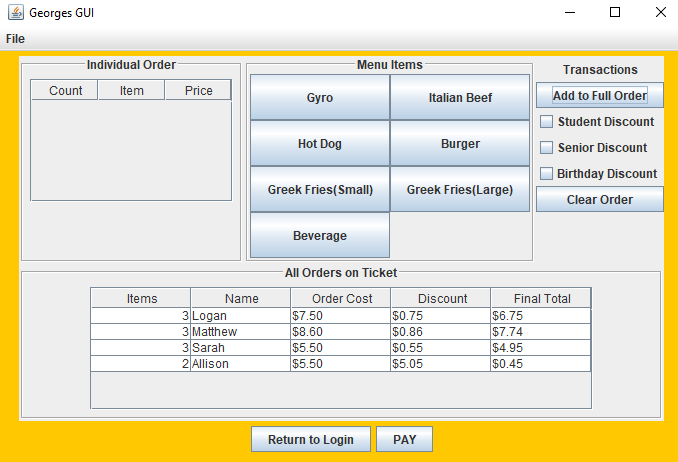 Georges GUI
File
Individual Order
Count Item Price
Menu Items
Gyro Italian Beef
Hot Dog Burger
Greek Fries(Small) Greek Fries(Large)
Beverage
Transactions
Add to Full Order
Student Discount
Senior Discount
Birthday Discount
Clear Order
All Orders on Ticket
Items Name Order Cost Discount Final Total
3 Logan $7.50 $0.75 $6.75
3 Matthew $8.60 $0.86 $7.74
3 Sarah $5.50 $0.55 $4.95
2 Allison $5.50 $5.05 $0.45
Return to Login PAY